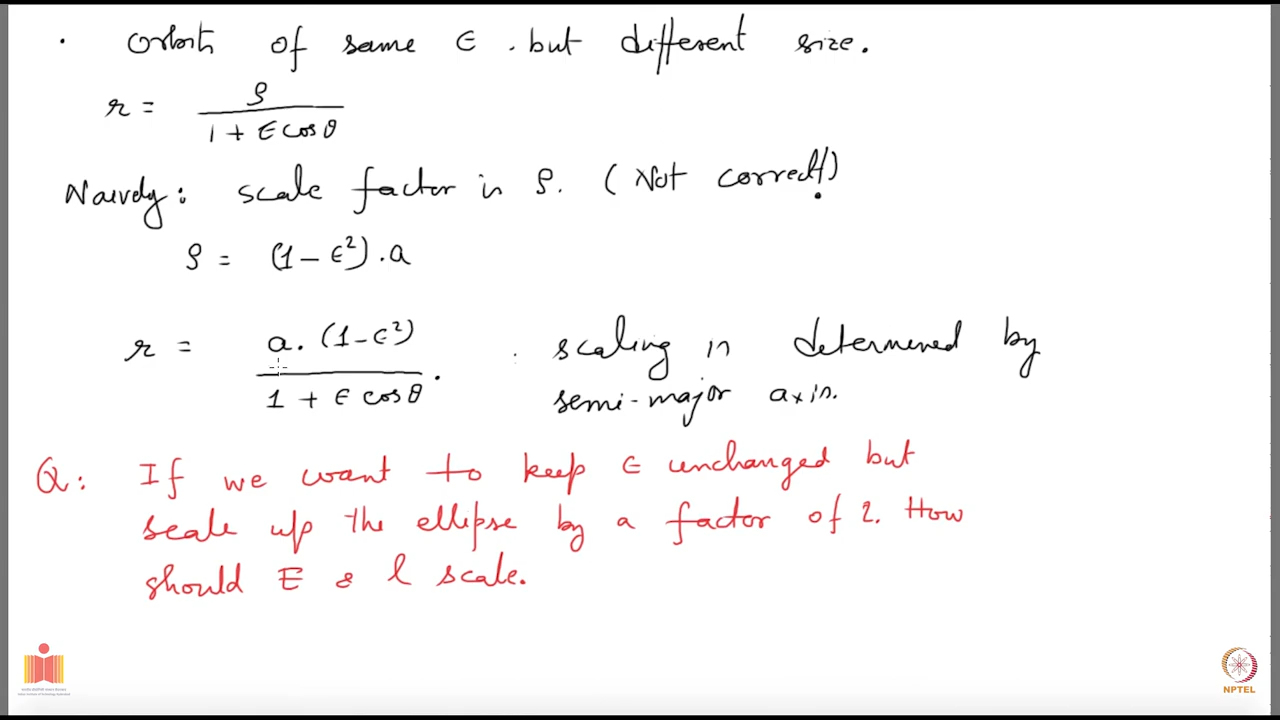 . Orbits of same ϵ . but different size.
r = ρ / 1 + ϵ cos θ
Naively: scale factor is ρ. (Not correct!)
ρ = (1 - ϵ²) . a
r = a. (1-ϵ²) / 1 + ϵ cos θ . scaling is determined by
semi-major axis.
Q: If we want to keep ϵ unchanged but
scale up the ellipse by a factor of 2. How
should E & l scale.
NPTEL